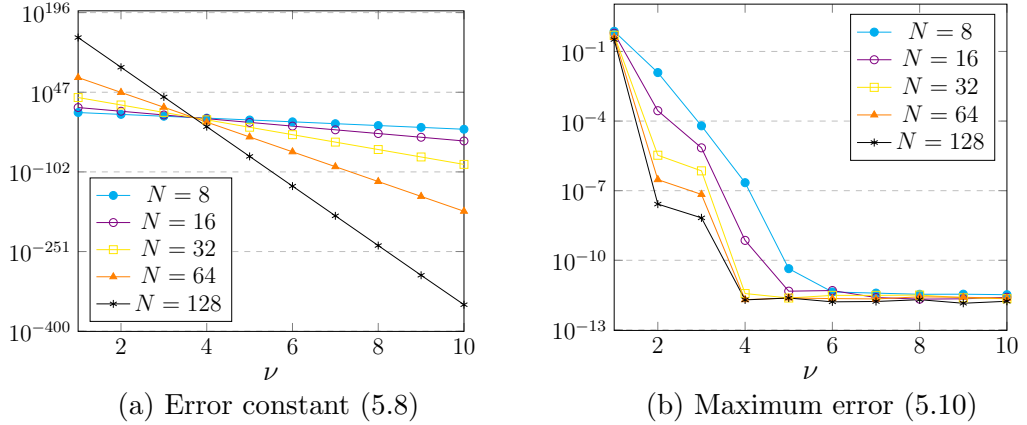 10^196
10^47
10^−102
10^−251
10^−400
2 4 6 8 10
ν
N = 8
N = 16
N = 32
N = 64
N = 128
(a) Error constant (5.8)
10^−1
10^−4
10^−7
10^−10
10^−13
2 4 6 8 10
ν
N = 8
N = 16
N = 32
N = 64
N = 128
(b) Maximum error (5.10)